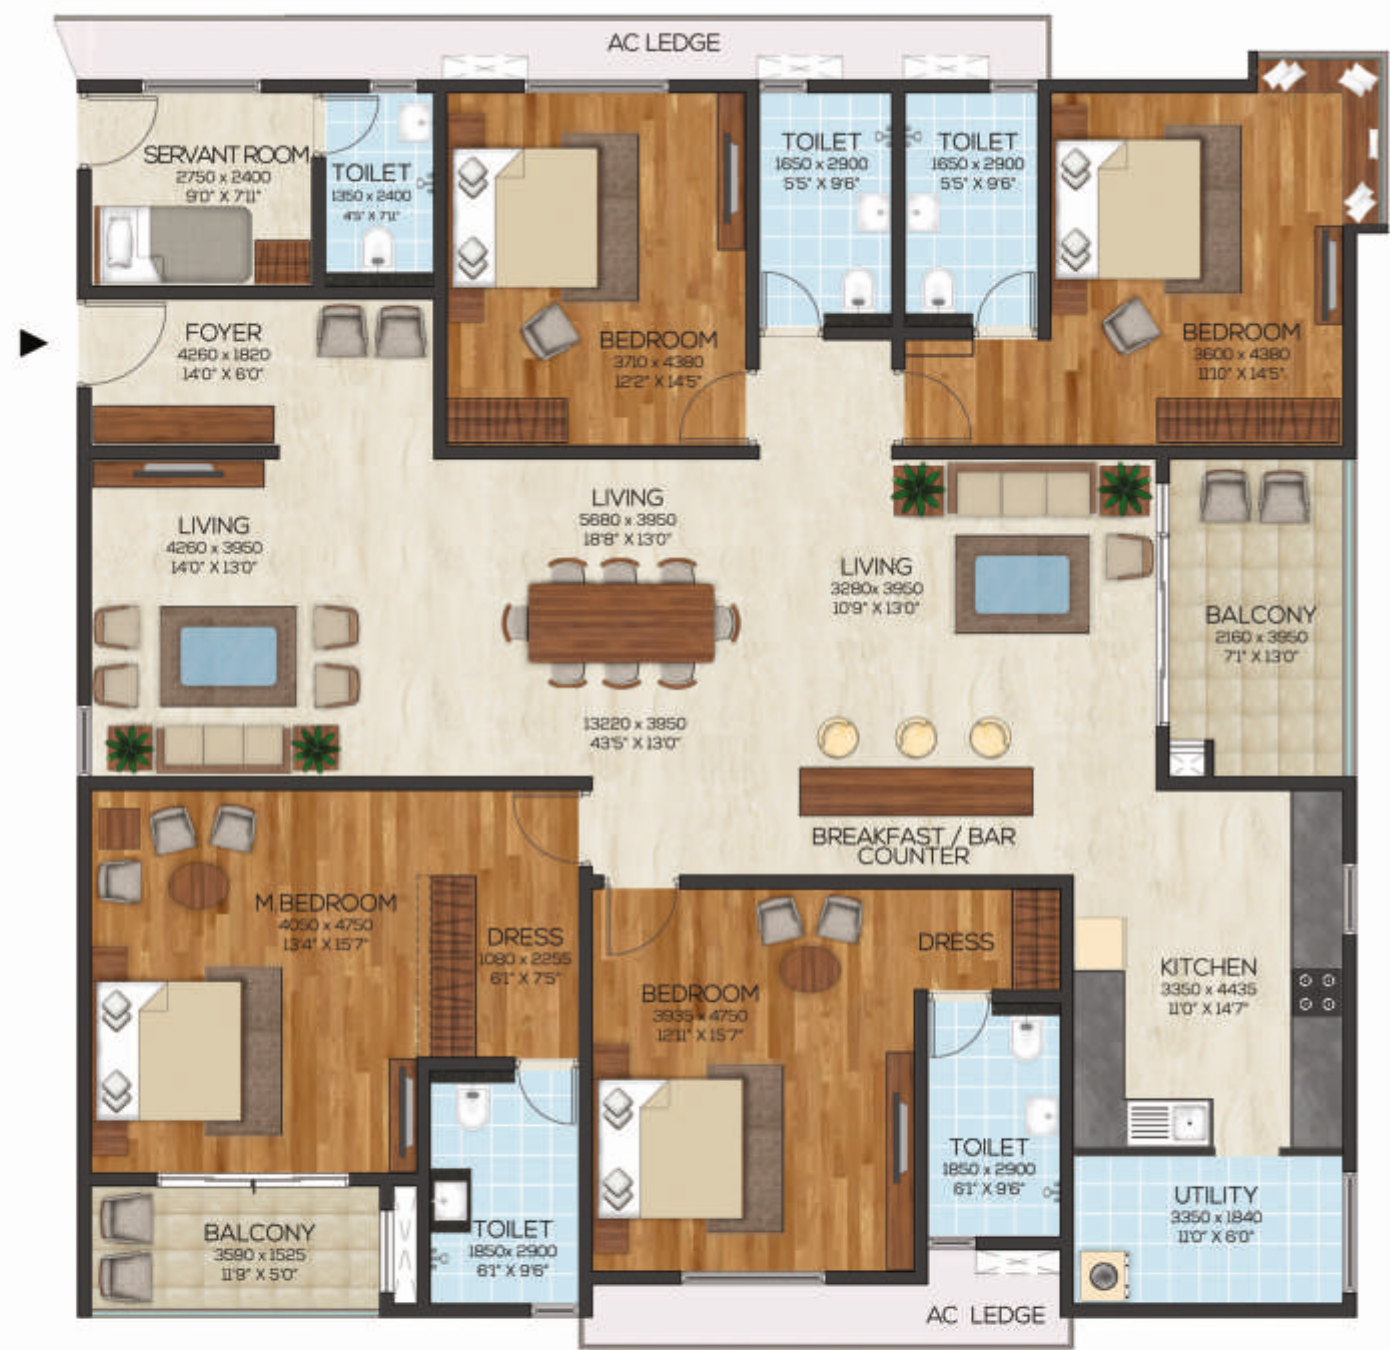 AC LEDGE
SERVANT ROOM
2750 x 2400
9'0" X 7'11"
TOILET
1350 x 2400
4'5" X 7'11"
TOILET
1650 x 2900
5'5" X 9'6"
TOILET
1650 x 2900
5'5" X 9'6"
FOYER
4260 x 1820
14'0" X 6'0"
BEDROOM
3710 x 4380
12'2" X 14'5"
BEDROOM
3600 x 4380
11'10" X 14'5"
LIVING
4260 x 3950
14'0" X 13'0"
LIVING
5680 x 3950
18'8" X 13'0"
LIVING
3280x 3950
10'9" X 13'0"
BALCONY
2160 x 3950
7'1" X 13'0"
13220 x 3950
43'5" X 13'0"
BREAKFAST / BAR
COUNTER
M.BEDROOM
4050 x 4750
13'4" X 15'7"
DRESS
1080 x 2255
6'1" X 7'5"
BEDROOM
3935 x 4750
12'11" X 15'7"
DRESS
KITCHEN
3350 x 4435
11'0" X 14'7"
TOILET
1850 x 2900
6'1" X 9'6"
BALCONY
3590 x 1525
11'9" X 5'0"
TOILET
1850x 2900
6'1" X 9'6"
UTILITY
3350 x 1840
11'0" X 6'0"
AC LEDGE